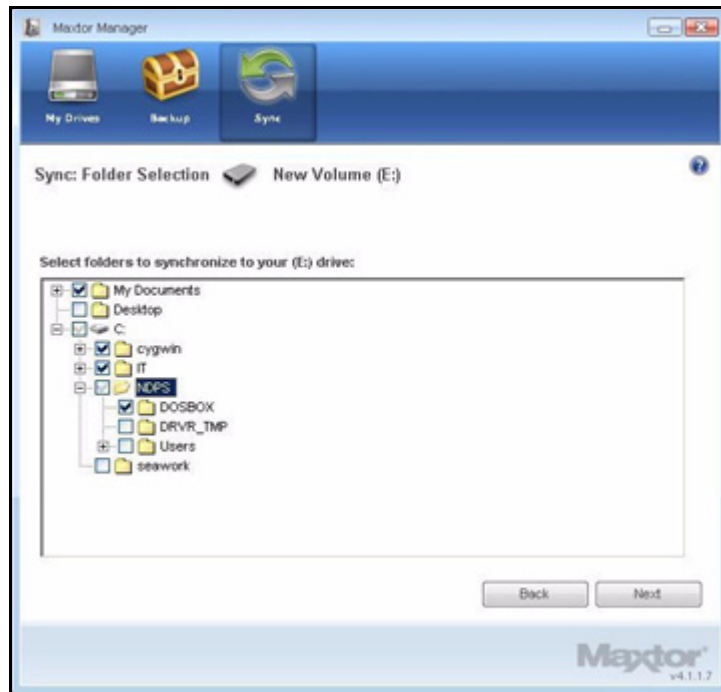 Maxtor Manager
My Drives Backup Sync
Sync: Folder Selection New Volume (E:)
Select folders to synchronize to your (E:) drive:
My Documents
Desktop
C:
cygwin
IT
NDPS
DOSBOX
DRVR_TMP
Users
seawork
Back Next
Maxtor
v4.1.1.7